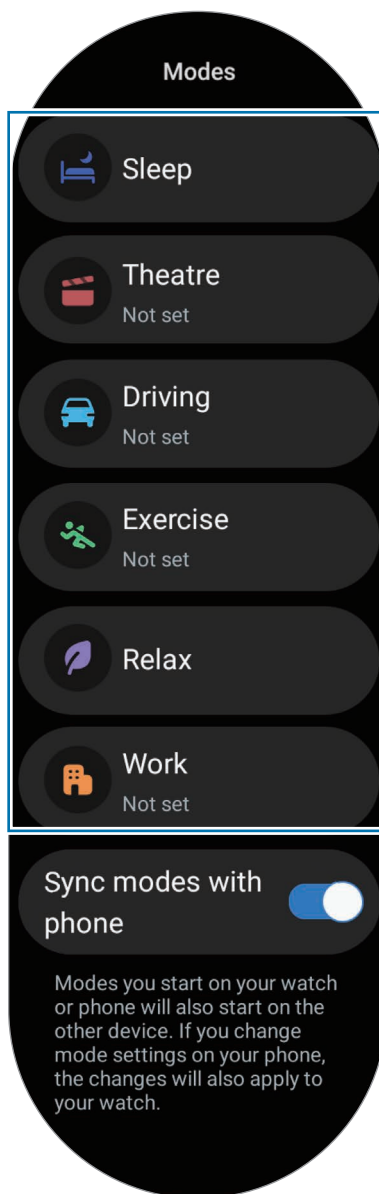 Modes
Sleep
Theatre
Not set
Driving
Not set
Exercise
Not set
Relax
Work
Not set
Sync modes with
phone
Modes you start on your watch
or phone will also start on the
other device. If you change
mode settings on your phone,
the changes will also apply to
your watch.